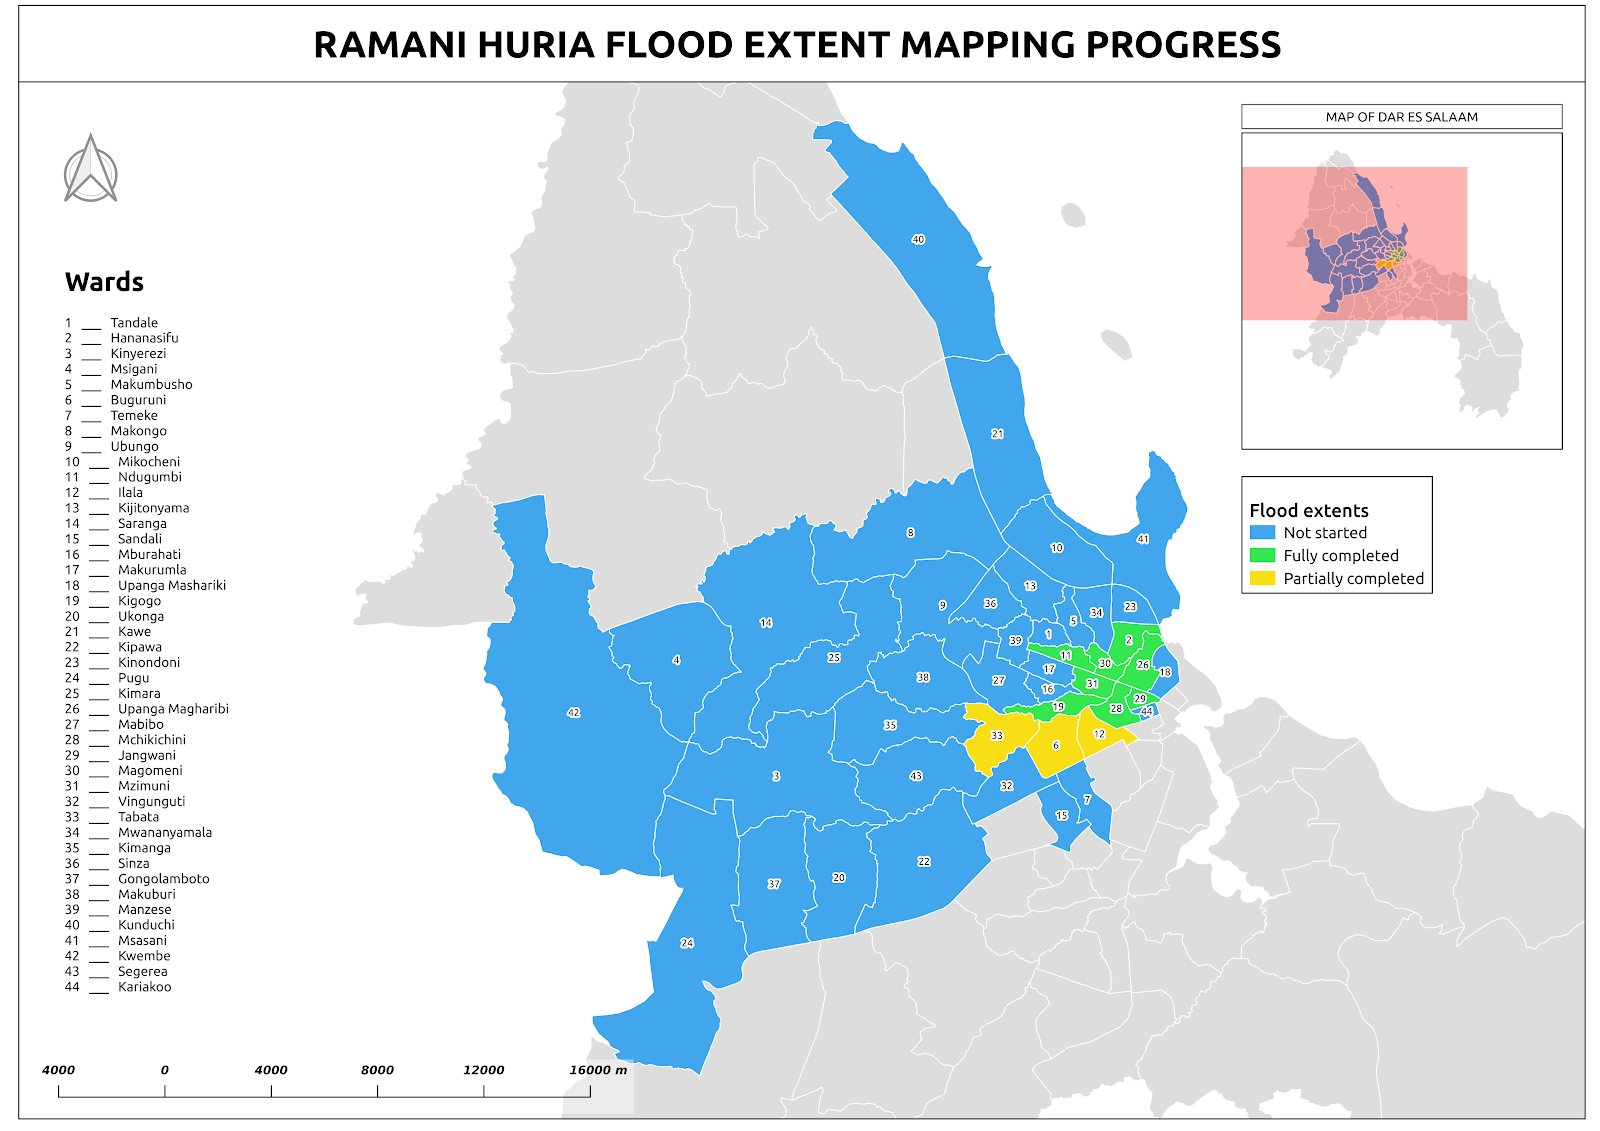 RAMANI HURIA FLOOD EXTENT MAPPING PROGRESS
MAP OF DAR ES SALAAM
Wards
1 ___ Tandale
2 ___ Hananasifu
3 ___ Kinyerezi
4 ___ Msigani
5 ___ Makumbusho
6 ___ Buguruni
7 ___ Temeke
8 ___ Makongo
9 ___ Ubungo
10 ___ Mikocheni
11 ___ Ndugumbi
12 ___ Ilala
13 ___ Kijitonyama
14 ___ Saranga
15 ___ Sandali
16 ___ Mburahati
17 ___ Makurumla
18 ___ Upanga Mashariki
19 ___ Kigogo
20 ___ Ukonga
21 ___ Kawe
22 ___ Kipawa
23 ___ Kinondoni
24 ___ Pugu
25 ___ Kimara
26 ___ Upanga Magharibi
27 ___ Mabibo
28 ___ Mchikichini
29 ___ Jangwani
30 ___ Magomeni
31 ___ Mzimuni
32 ___ Vingunguti
33 ___ Tabata
34 ___ Mwananyamala
35 ___ Kimanga
36 ___ Sinza
37 ___ Gongolamboto
38 ___ Makuburi
39 ___ Manzese
40 ___ Kunduchi
41 ___ Msasani
42 ___ Kwembe
43 ___ Segerea
44 ___ Kariakoo
40
21
8
41
10
13
9
36
23
34
5
14
1
39
2
11
25
4
30
26
17
18
38
27
31
16
29
19
28
44
42
35
33
12
6
3
43
32
7
15
22
20
37
24
Flood extents
Not started
Fully completed
Partially completed
4000 0 4000 8000 12000 16000 m